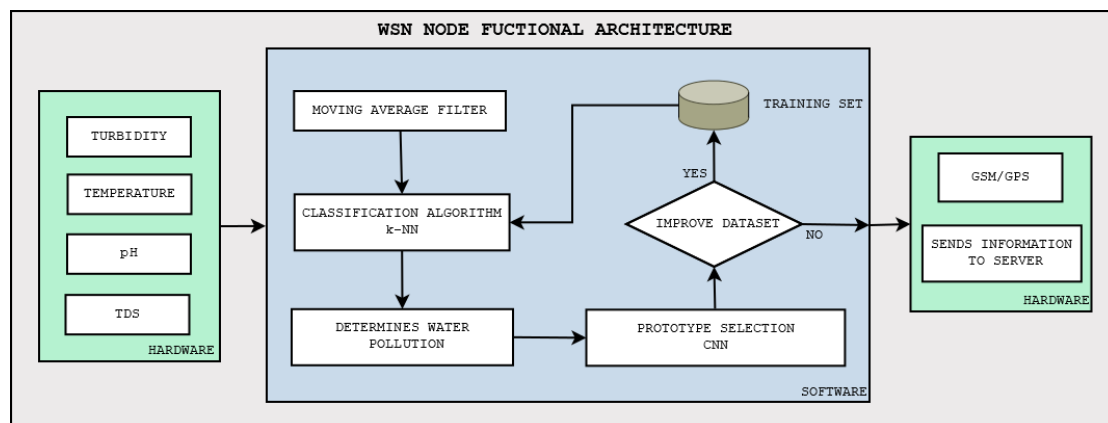 WSN NODE FUCTIONAL ARCHITECTURE
TURBIDITY
TEMPERATURE
pH
TDS
HARDWARE
MOVING AVERAGE FILTER
CLASSIFICATION ALGORITHM
k-NN
DETERMINES WATER
POLLUTION
PROTOTYPE SELECTION
CNN
IMPROVE DATASET
YES
NO
TRAINING SET
SOFTWARE
GSM/GPS
SENDS INFORMATION
TO SERVER
HARDWARE